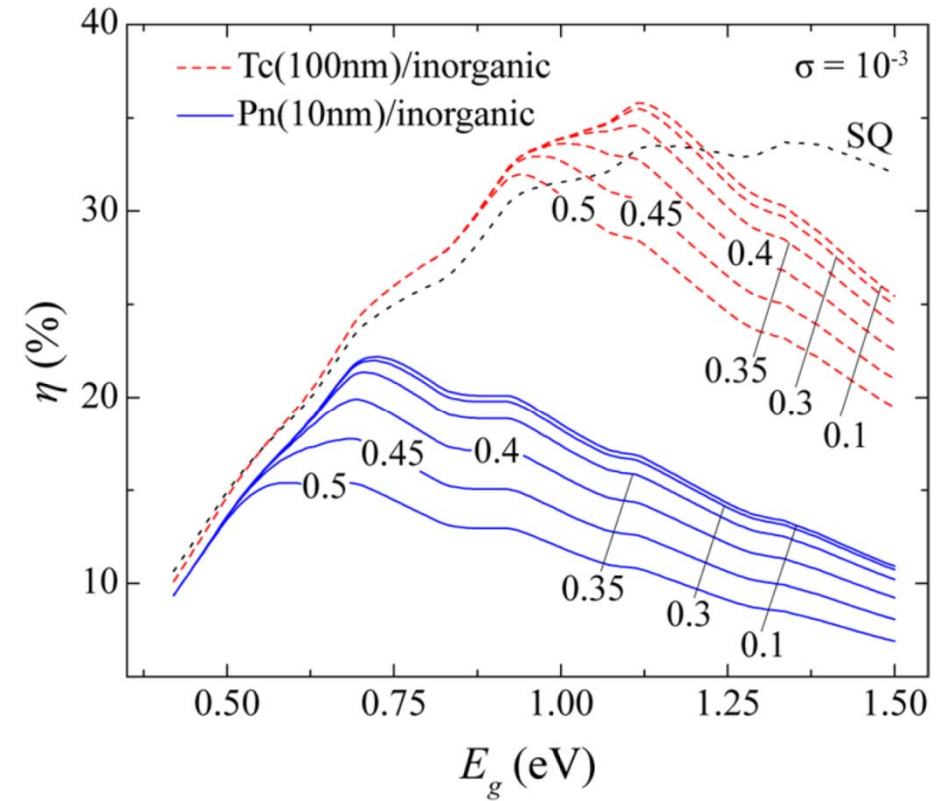 40
30
20
10
η (%)
Tc(100nm)/inorganic
Pn(10nm)/inorganic
σ = 10⁻³
SQ
0.5 0.45
0.4
0.35
0.3
0.1
0.45
0.4
0.5
0.35
0.3
0.1
0.50 0.75 1.00 1.25 1.50
E_g (eV)